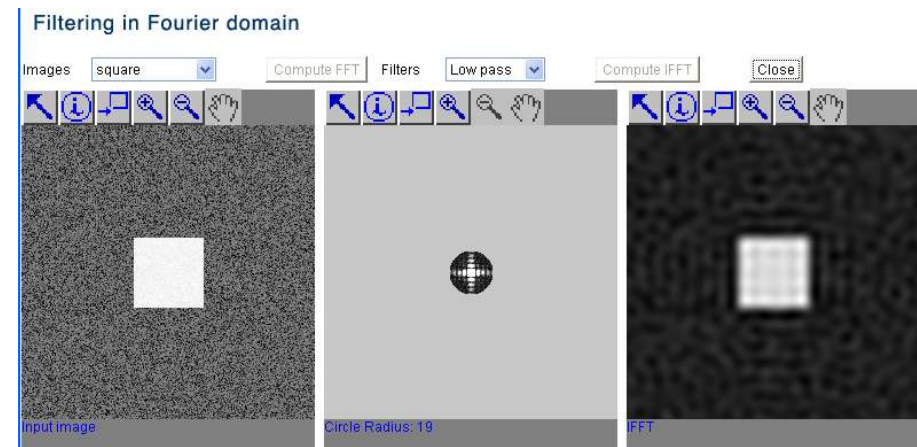 Filtering in Fourier domain
Images square Compute FFT Filters Low pass Compute IFFT Close
Input image Circle Radius: 19 IFFT